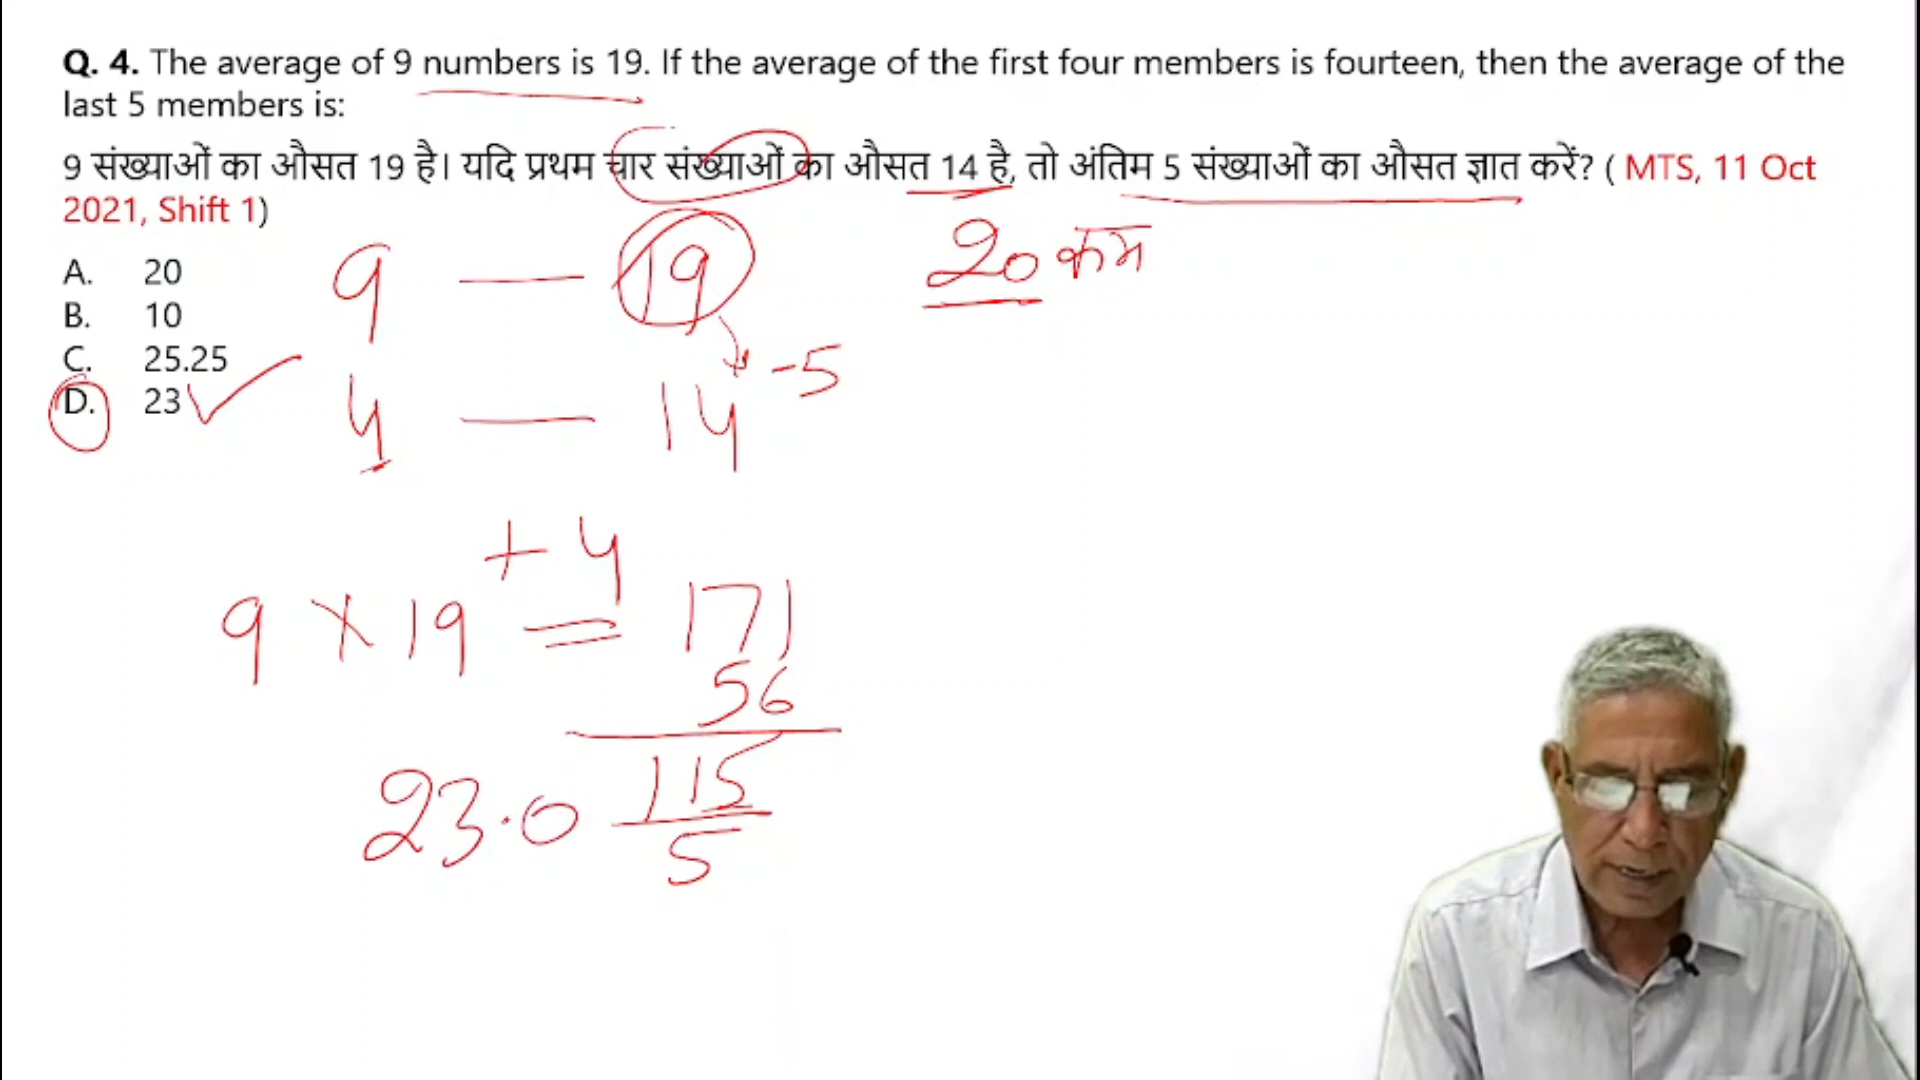 Q. 4. The average of 9 numbers is 19. If the average of the first four members is fourteen, then the average of the
last 5 members is:
9 संख्याओं का औसत 19 है। यदि प्रथम चार संख्याओं का औसत 14 है, तो अंतिम 5 संख्याओं का औसत ज्ञात करें? ( MTS, 11 Oct
2021, Shift 1)
A. 20
B. 10
C. 25.25
D. 23
9 — 19
20 कम
-5
4 — 14
+4
9 × 19 = 171
56
115
5
23.0